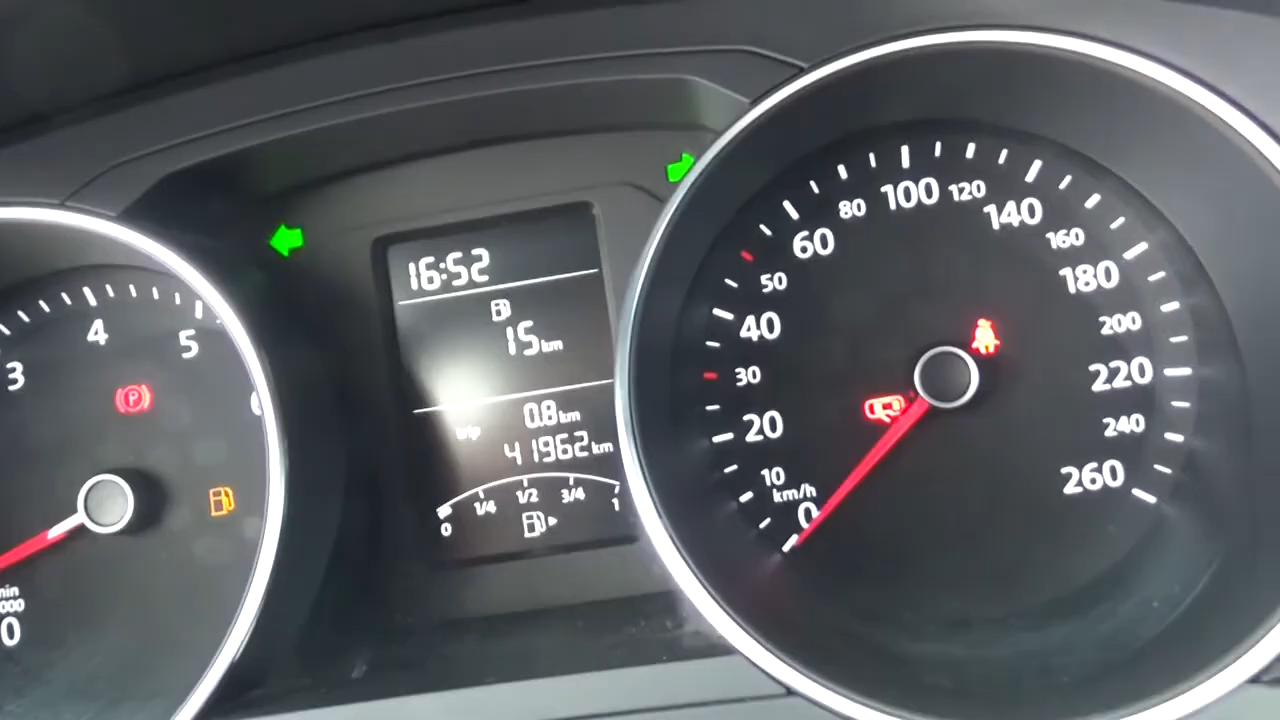 16:52
15 km
trip 0.8 km
41962 km
0 1/4 1/2 3/4 1
3 4 5
P
0
10 20 30 40 50 60 80 100 120 140 160 180 200 220 240 260
km/h
0